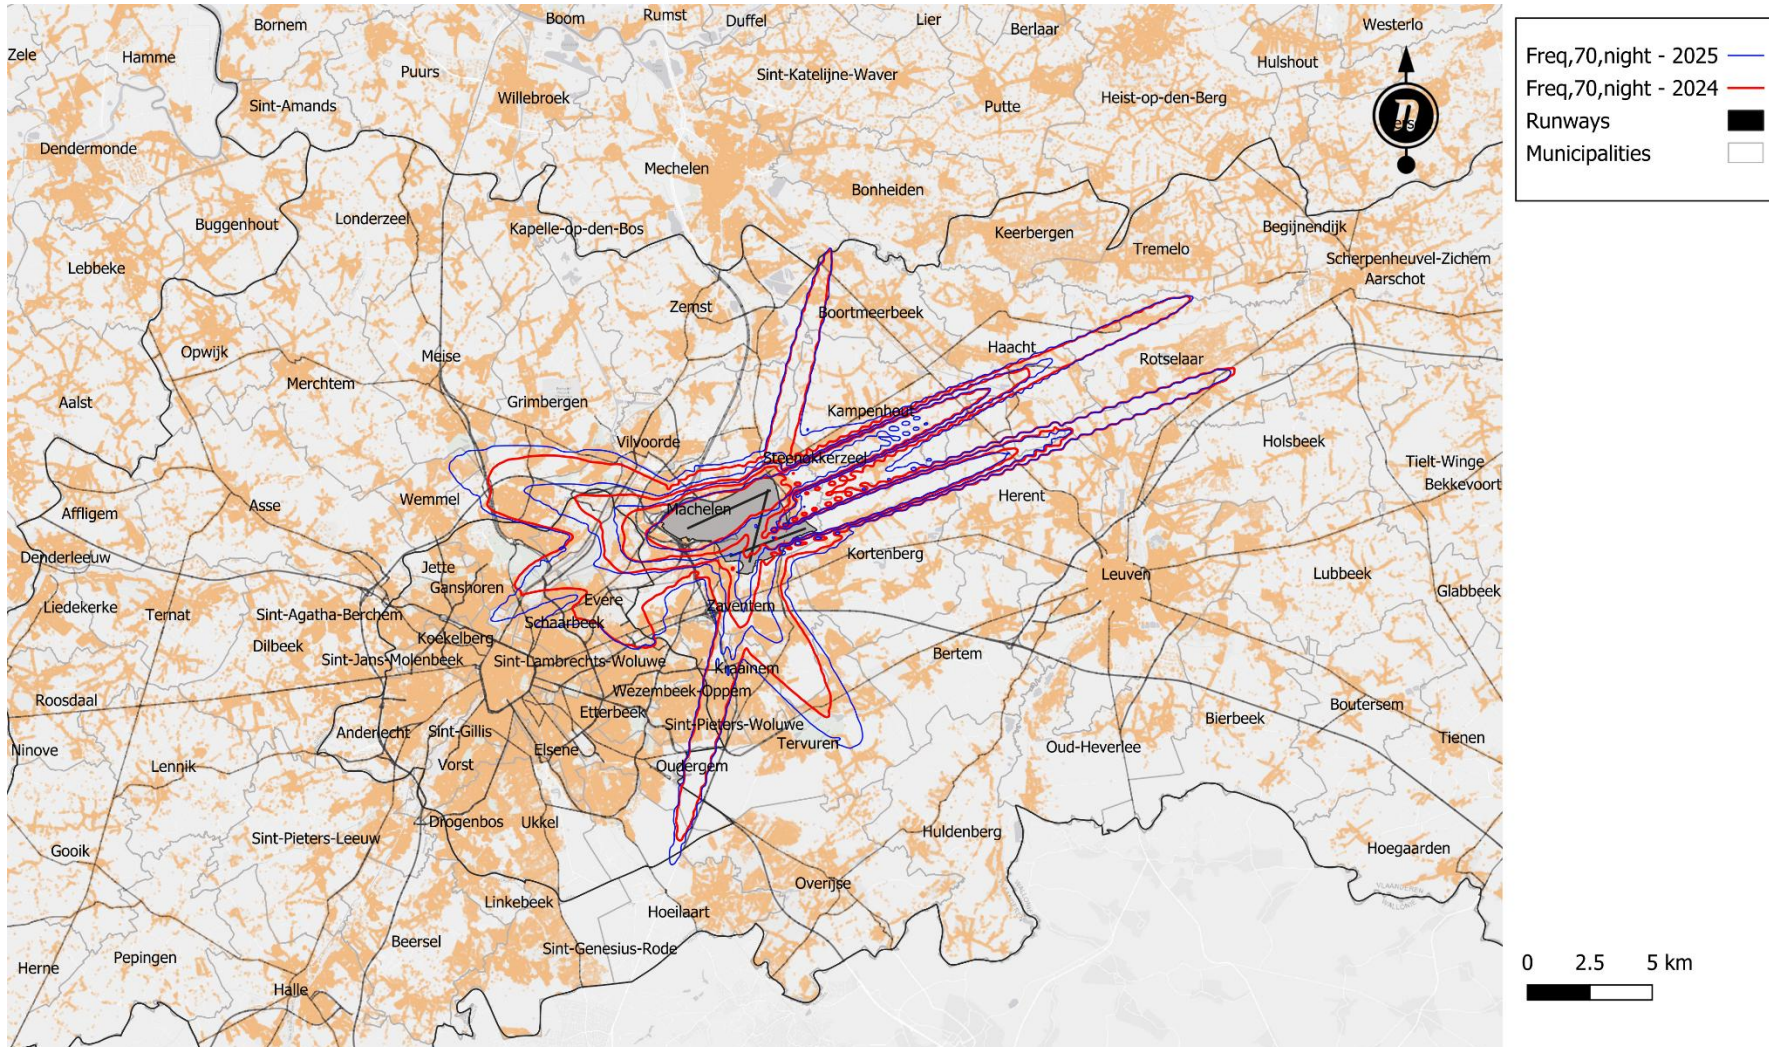 Bornem
Boom
Rumst
Duffel
Lier
Berlaar
Westerlo
Zele
Hamme
Puurs
Sint-Katelijne-Waver
Hulshout
Sint-Amands
Willebroek
Putte
Heist-op-den-Berg
Dendermonde
Mechelen
Bonheiden
Buggenhout
Londerzeel
Kapelle-op-den-Bos
Keerbergen
Tremelo
Begijnendijk
Lebbeke
Scherpenheuvel-Zichem
Aarschot
Zemst
Boortmeerbeek
Opwijk
Meise
Haacht
Rotselaar
Merchtem
Aalst
Grimbergen
Kampenhout
Vilvoorde
Holsbeek
Steenokkerzeel
Tielt-Winge
Bekkevoort
Affligem
Asse
Wemmel
Machelen
Herent
Denderleeuw
Jette
Kortenberg
Ganshoren
Leuven
Lubbeek
Glabbeek
Liedekerke
Ternat
Sint-Agatha-Berchem
Evere
Zaventem
Schaarbeek
Dilbeek
Koekelberg
Sint-Jans-Molenbeek
Sint-Lambrechts-Woluwe
Kraainem
Bertem
Roosdaal
Wezembeek-Oppem
Etterbeek
Boutersem
Anderlecht
Sint-Gillis
Sint-Pieters-Woluwe
Bierbeek
Ninove
Lennik
Vorst
Elsene
Tervuren
Oud-Heverlee
Tienen
Oudergem
Drogenbos
Ukkel
Sint-Pieters-Leeuw
Huldenberg
Gooik
Hoegaarden
Overijse
VLAANDEREN
WALLONIE
Linkebeek
Hoeilaart
Beersel
Sint-Genesius-Rode
Herne
Pepingen
Halle
Freq,70,night - 2025
Freq,70,night - 2024
Runways
Municipalities
0 2.5 5 km